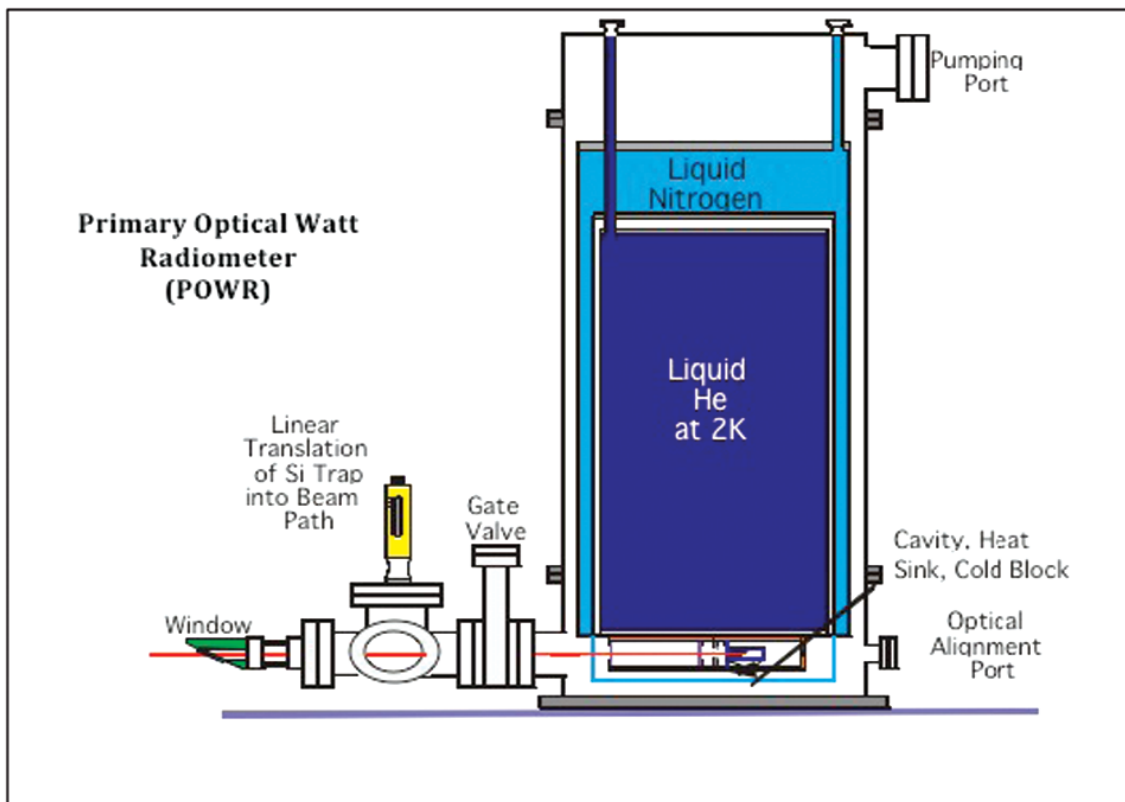 Pumping
Port
Liquid
Nitrogen
Primary Optical Watt
Radiometer
(POWR)
Liquid
He
at 2K
Linear
Translation
of Si Trap
into Beam
Path
Gate
Valve
Cavity, Heat
Sink, Cold Block
Window
Optical
Alignment
Port